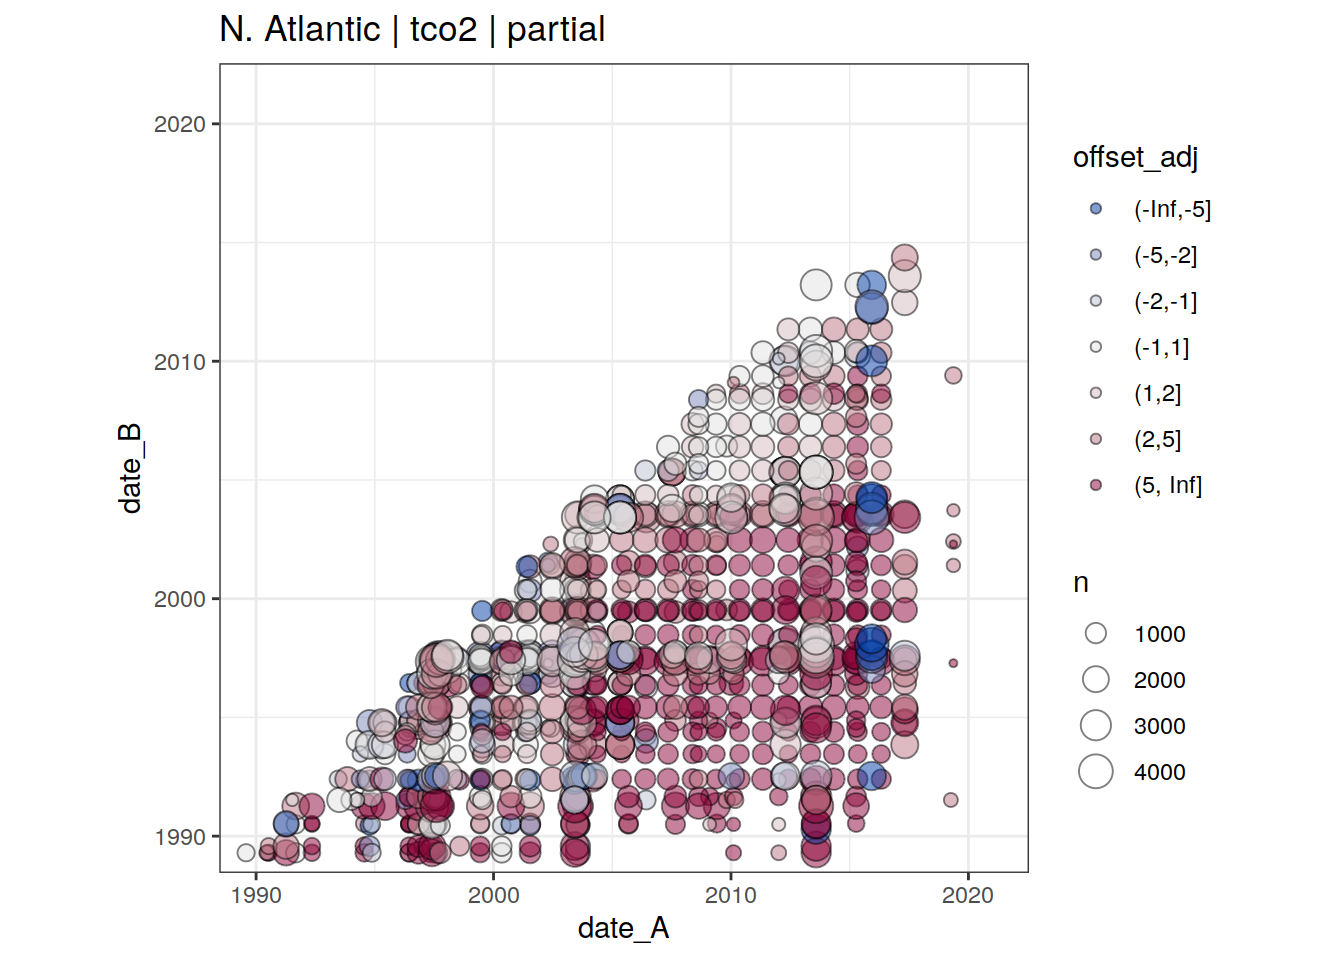 N. Atlantic | tco2 | partial
date_B
2020
2010
2000
1990
1990 2000 2010 2020
date_A
offset_adj
(-Inf,-5]
(-5,-2]
(-2,-1]
(-1,1]
(1,2]
(2,5]
(5, Inf]
n
1000
2000
3000
4000